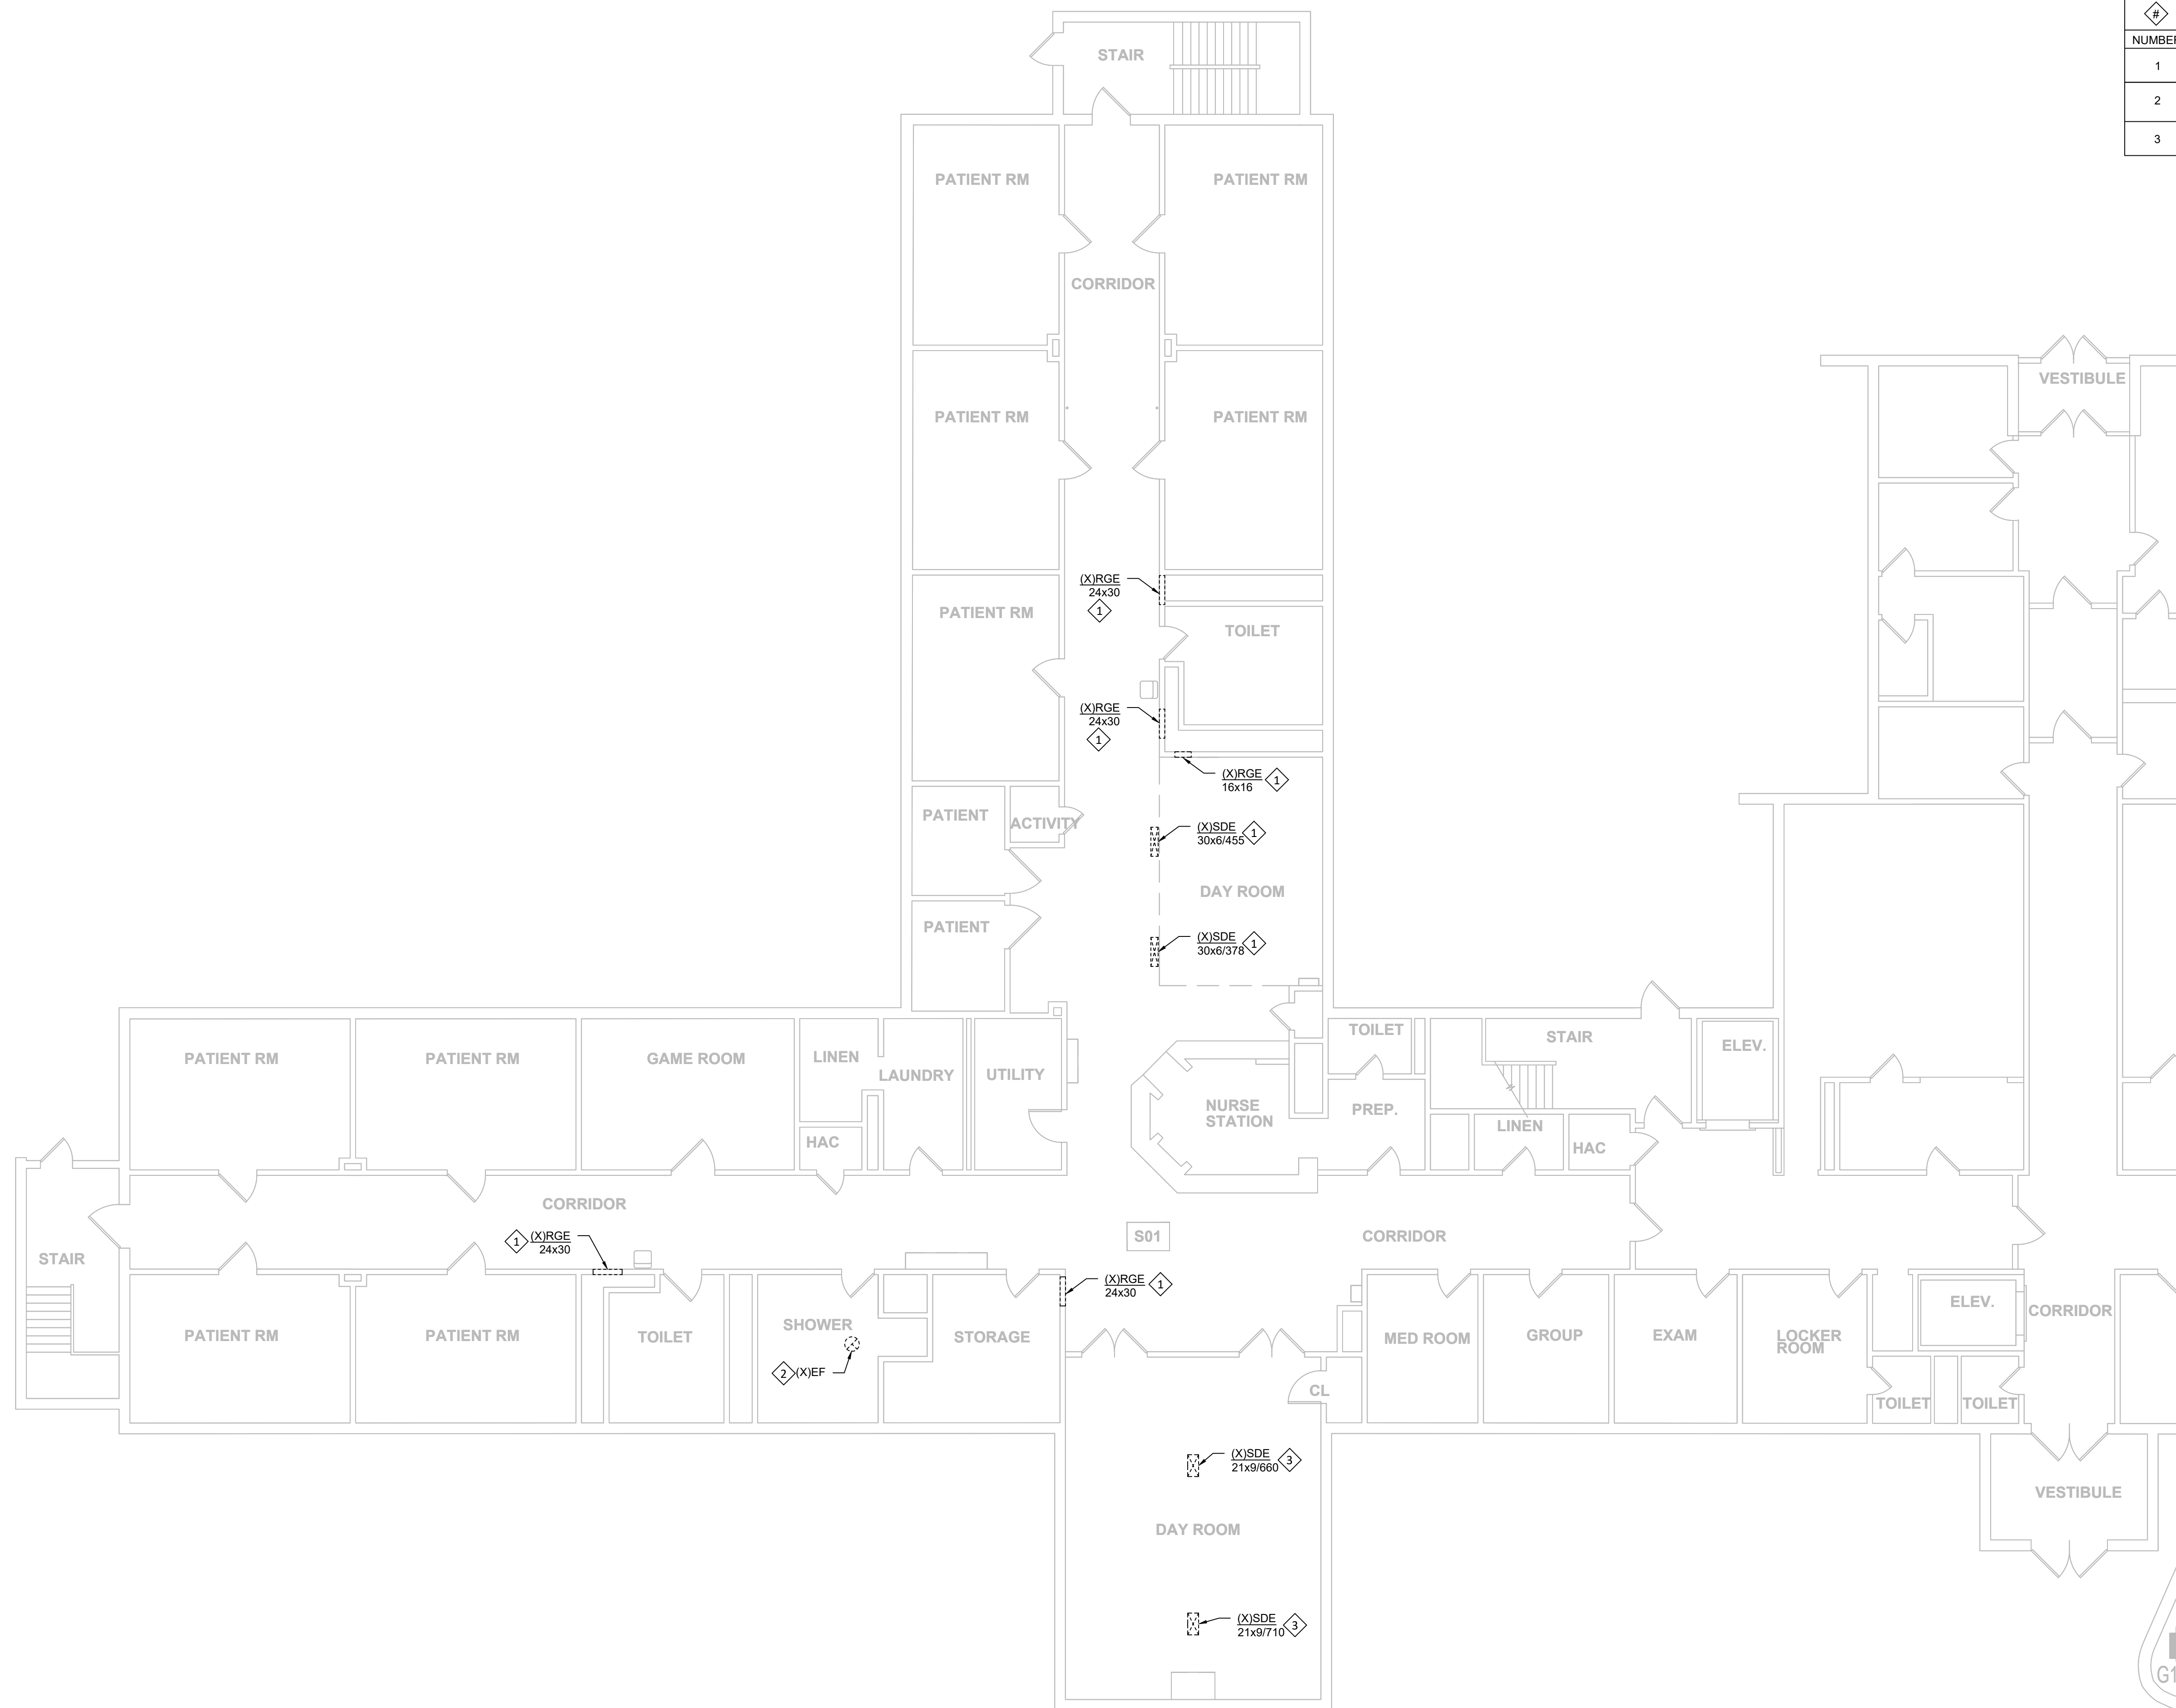 #
NUMBER
1
2
3
STAIR
PATIENT RM
PATIENT RM
CORRIDOR
VESTIBULE
PATIENT RM
PATIENT RM
(X)RGE
24x30
1
PATIENT RM
TOILET
(X)RGE
24x30
1
(X)RGE
16x16
1
PATIENT
ACTIVITY
(X)SDE
30x6/455
1
DAY ROOM
PATIENT
(X)SDE
30x6/378
1
PATIENT RM
PATIENT RM
GAME ROOM
LINEN
LAUNDRY
UTILITY
TOILET
STAIR
ELEV.
NURSE
STATION
PREP.
LINEN
HAC
HAC
CORRIDOR
STAIR
1
(X)RGE
24x30
S01
CORRIDOR
(X)RGE
24x30
1
ELEV.
CORRIDOR
PATIENT RM
PATIENT RM
TOILET
SHOWER
STORAGE
MED ROOM
GROUP
EXAM
LOCKER
ROOM
2
(X)EF
CL
TOILET
TOILET
(X)SDE
21x9/660
3
VESTIBULE
DAY ROOM
(X)SDE
21x9/710
3